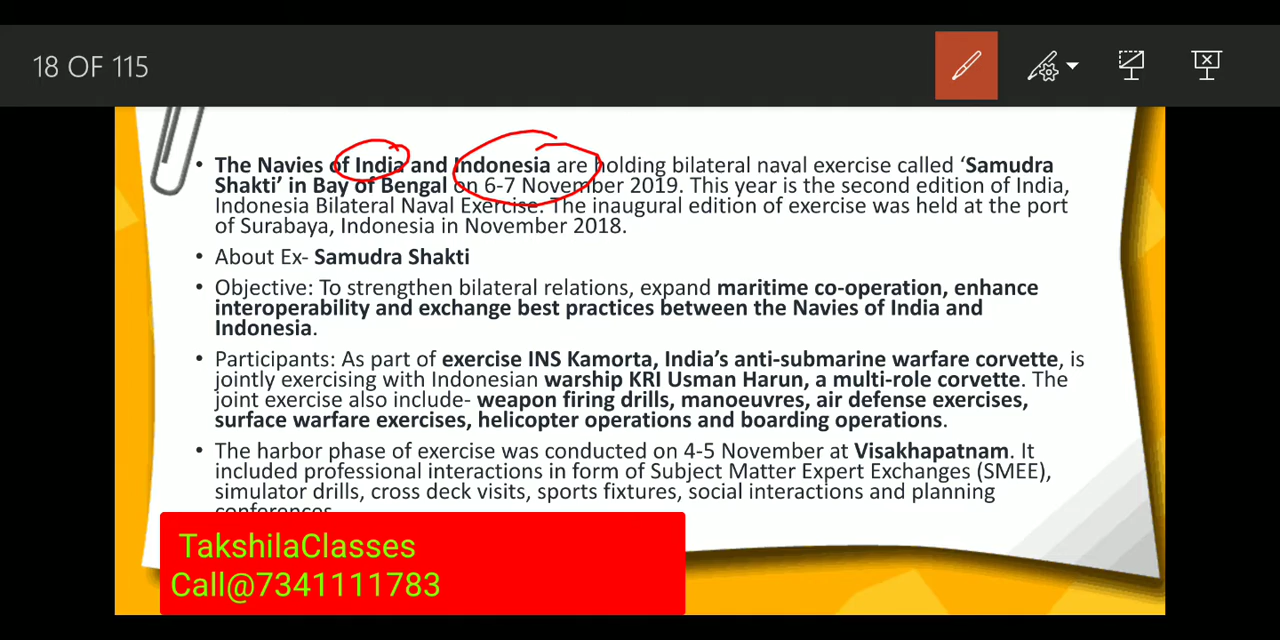 18 OF 115
• The Navies of India and Indonesia are holding bilateral naval exercise called ‘Samudra
Shakti’ in Bay of Bengal on 6-7 November 2019. This year is the second edition of India,
Indonesia Bilateral Naval Exercise. The inaugural edition of exercise was held at the port
of Surabaya, Indonesia in November 2018.
• About Ex- Samudra Shakti
• Objective: To strengthen bilateral relations, expand maritime co-operation, enhance
interoperability and exchange best practices between the Navies of India and
Indonesia.
• Participants: As part of exercise INS Kamorta, India’s anti-submarine warfare corvette, is
jointly exercising with Indonesian warship KRI Usman Harun, a multi-role corvette. The
joint exercise also include- weapon firing drills, manoeuvres, air defense exercises,
surface warfare exercises, helicopter operations and boarding operations.
• The harbor phase of exercise was conducted on 4-5 November at Visakhapatnam. It
included professional interactions in form of Subject Matter Expert Exchanges (SMEE),
simulator drills, cross deck visits, sports fixtures, social interactions and planning
conferences
TakshilaClasses
Call@7341111783